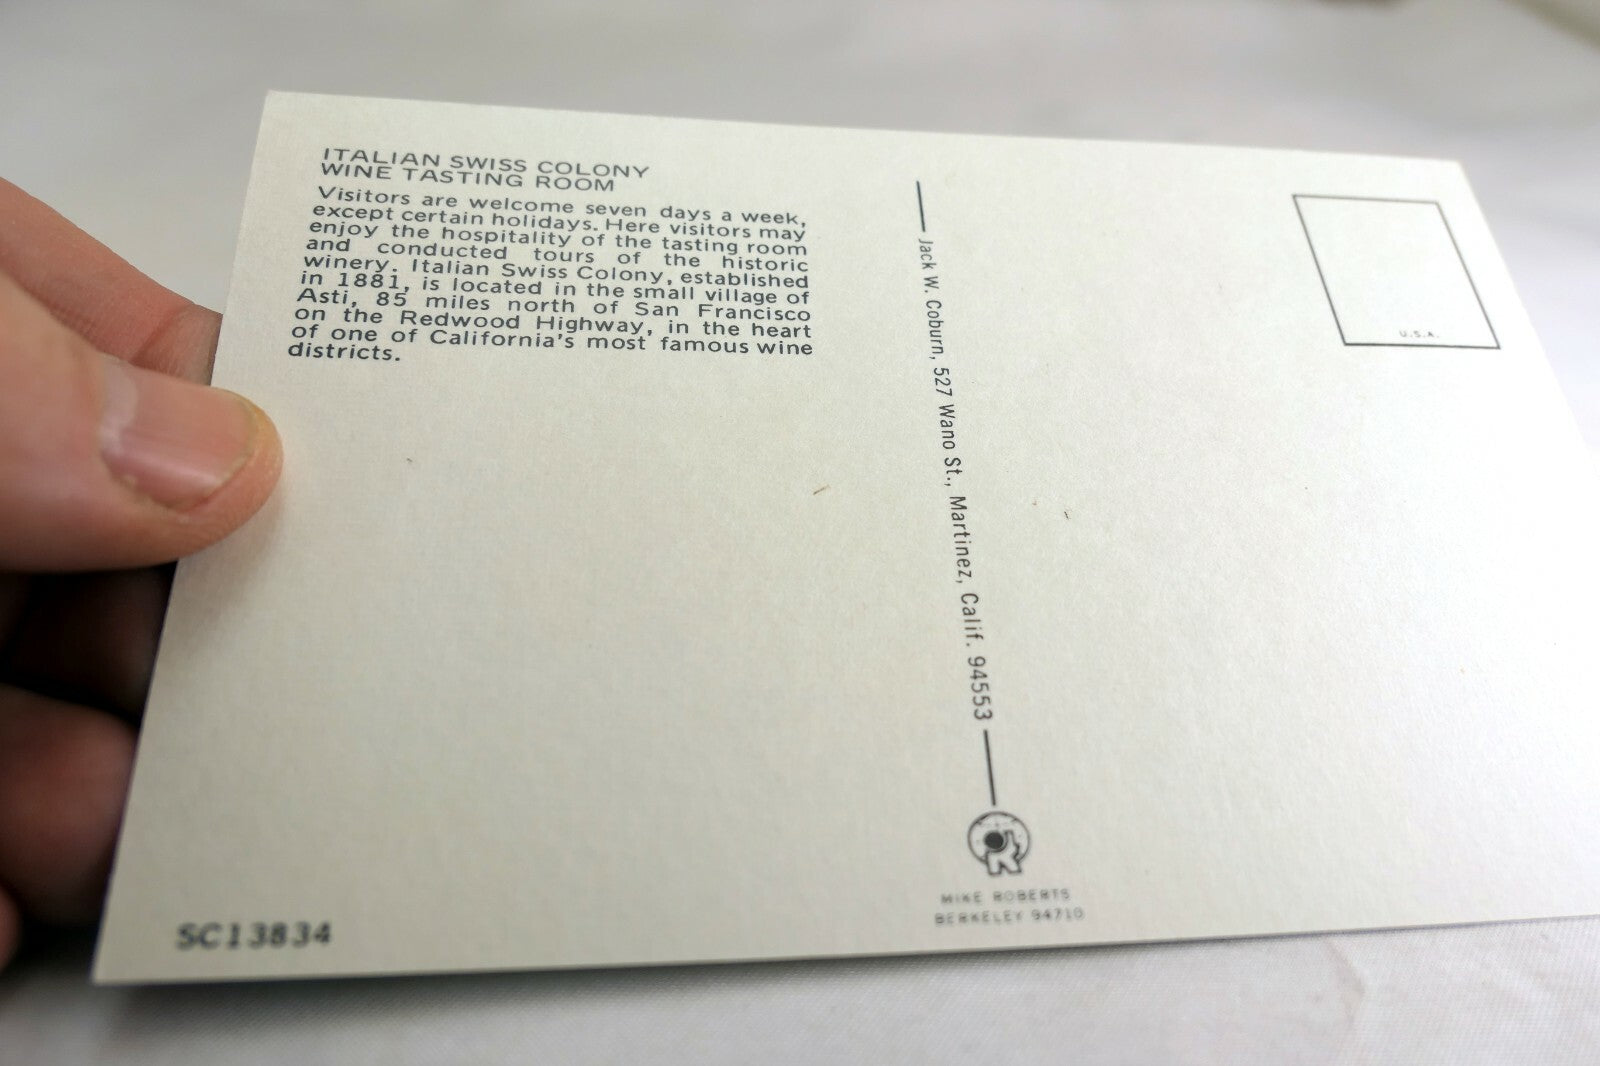 ITALIAN SWISS COLONY
WINE TASTING ROOM
Visitors are welcome seven days a week,
except certain holidays. Here visitors may
enjoy the hospitality of the tasting room
and conducted tours of the historic
winery. Italian Swiss Colony, established
in 1881, is located in the small village of
Asti, 85 miles north of San Francisco
on the Redwood Highway, in the heart
of one of California's most famous wine
districts.
Jack W. Coburn, 527 Wano St., Martinez, Calif. 94553
U.S.A.
MIKE ROBERTS
BERKELEY 94710
SC13834